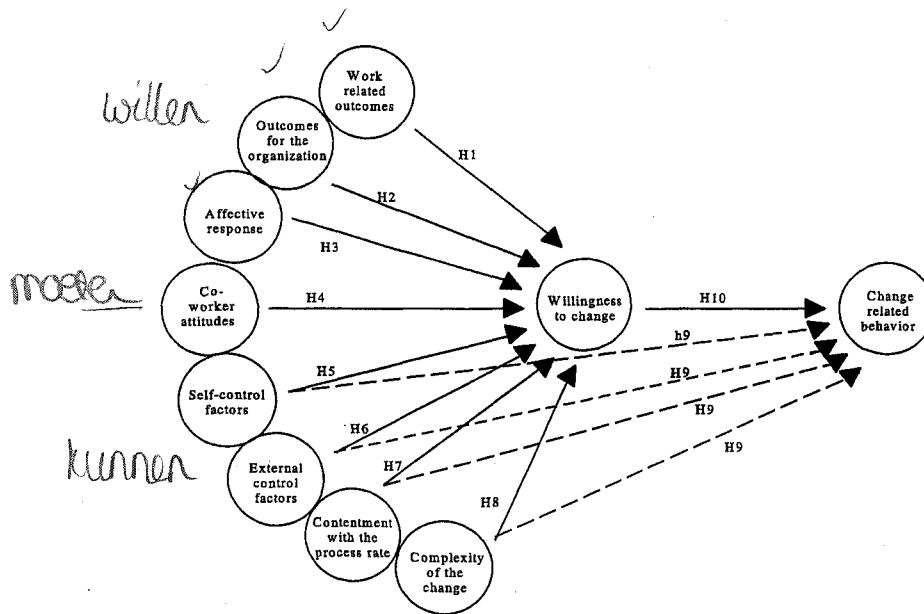 willen
Work
related
outcomes
Outcomes
for the
organization
H1
H2
Affective
response
H3
moeten
Co-
worker
attitudes
H4
Willingness
to change
H10
Change
related
behavior
h9
H5
Self-control
factors
H9
H6
H9
kunnen
External
control
factors
H7
H9
Contentment
with the
process rate
H8
Complexity
of the
change